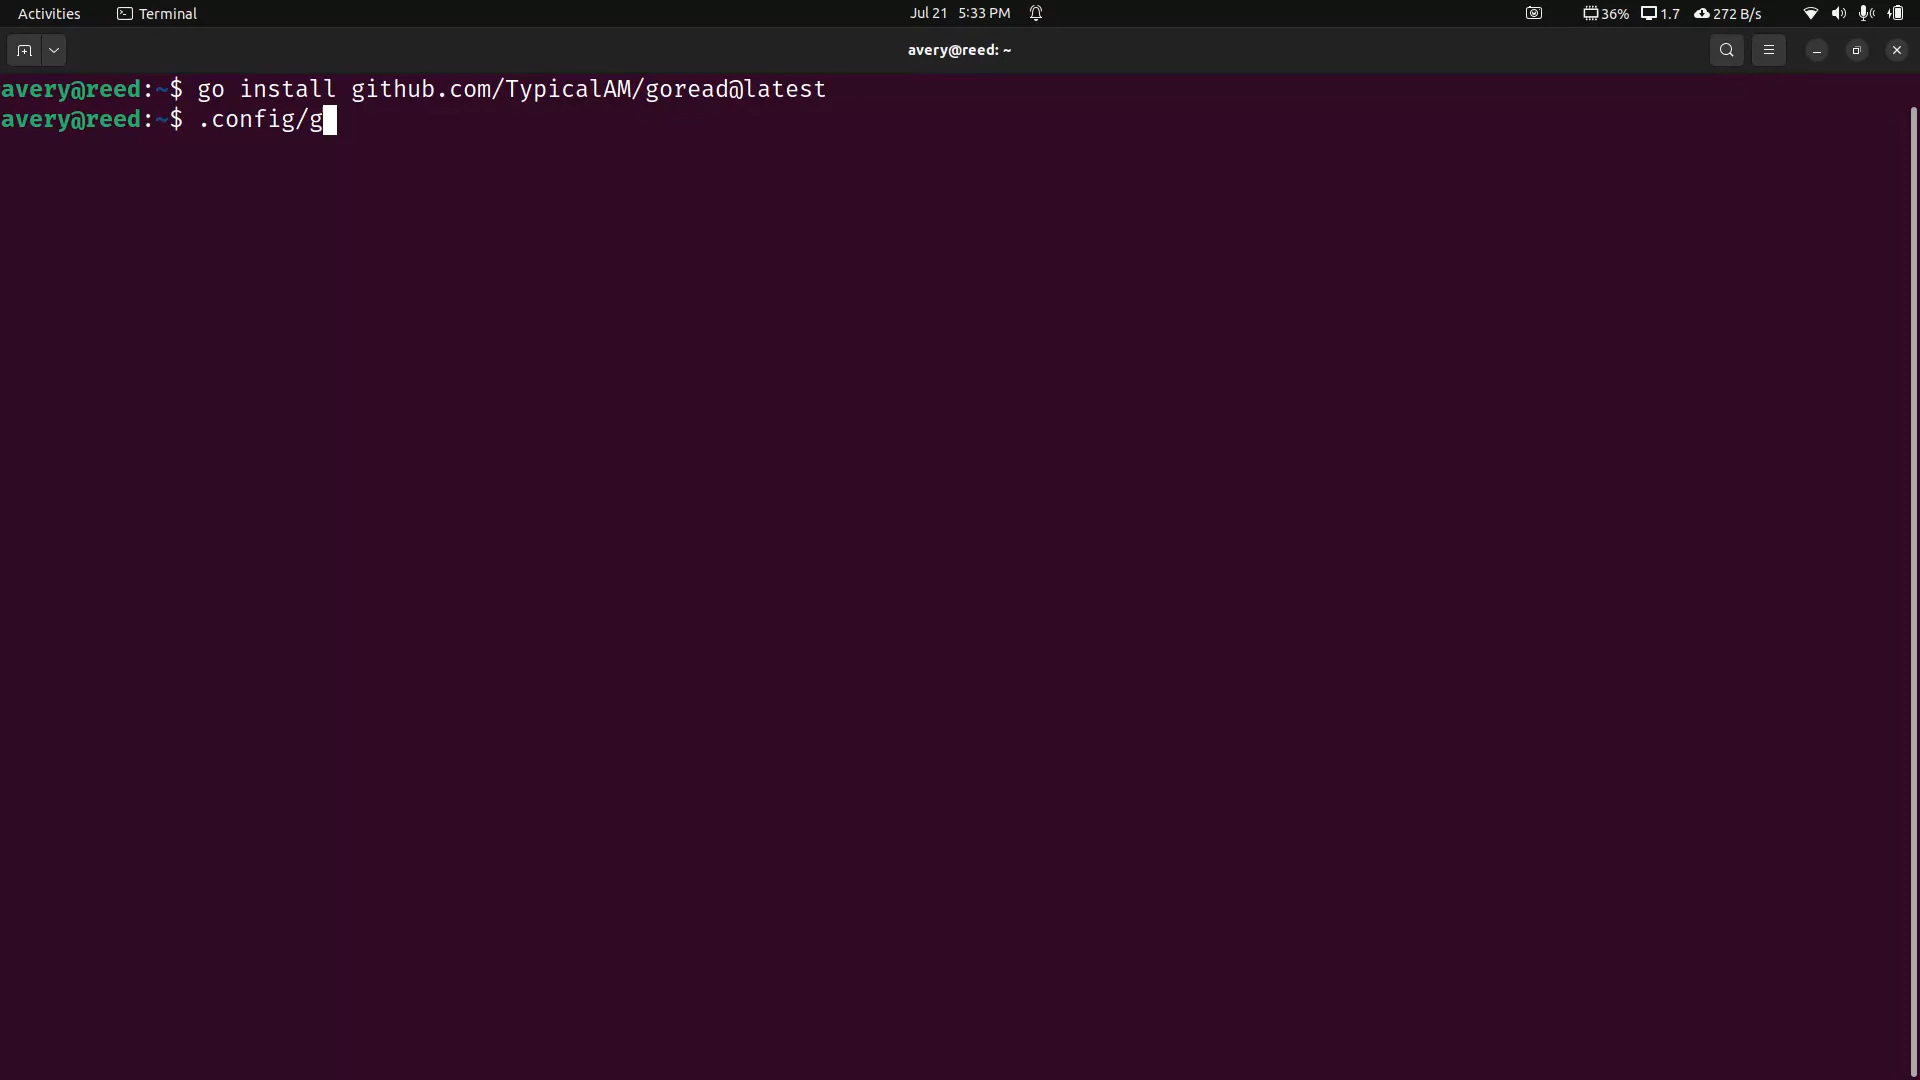 Activities Terminal Jul 21 5:33 PM 36% 1.7 272 B/s
avery@reed: ~
avery@reed:~$ go install github.com/TypicalAM/goread@latest
avery@reed:~$ .config/g